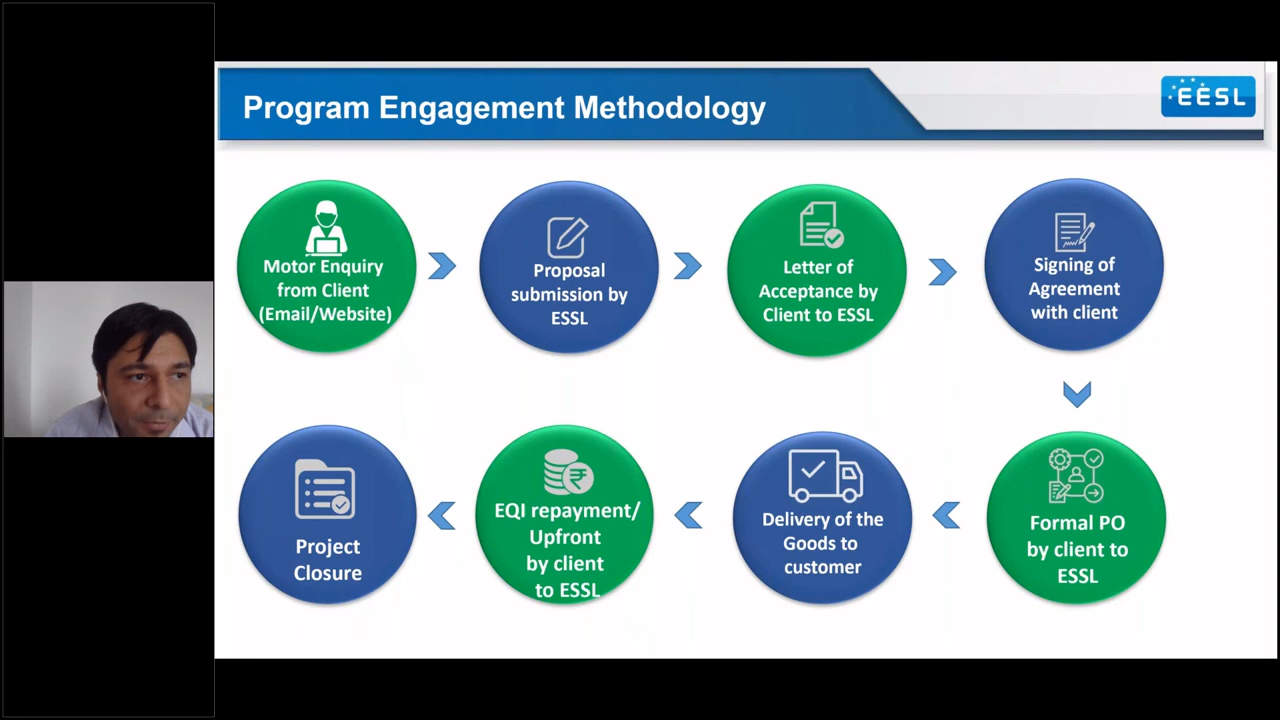 Program Engagement Methodology
EESL
Motor Enquiry
from Client
(Email/Website)
Proposal
submission by
ESSL
Letter of
Acceptance by
Client to ESSL
Signing of
Agreement
with client
Formal PO
by client to
ESSL
Delivery of the
Goods to
customer
EQI repayment/
Upfront
by client
to ESSL
Project
Closure